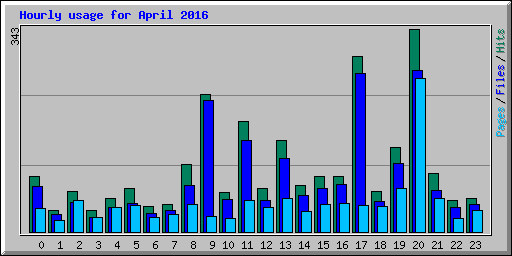 Hourly usage for April 2016
343
Pages / Files / Hits
0 1 2 3 4 5 6 7 8 9 10 11 12 13 14 15 16 17 18 19 20 21 22 23